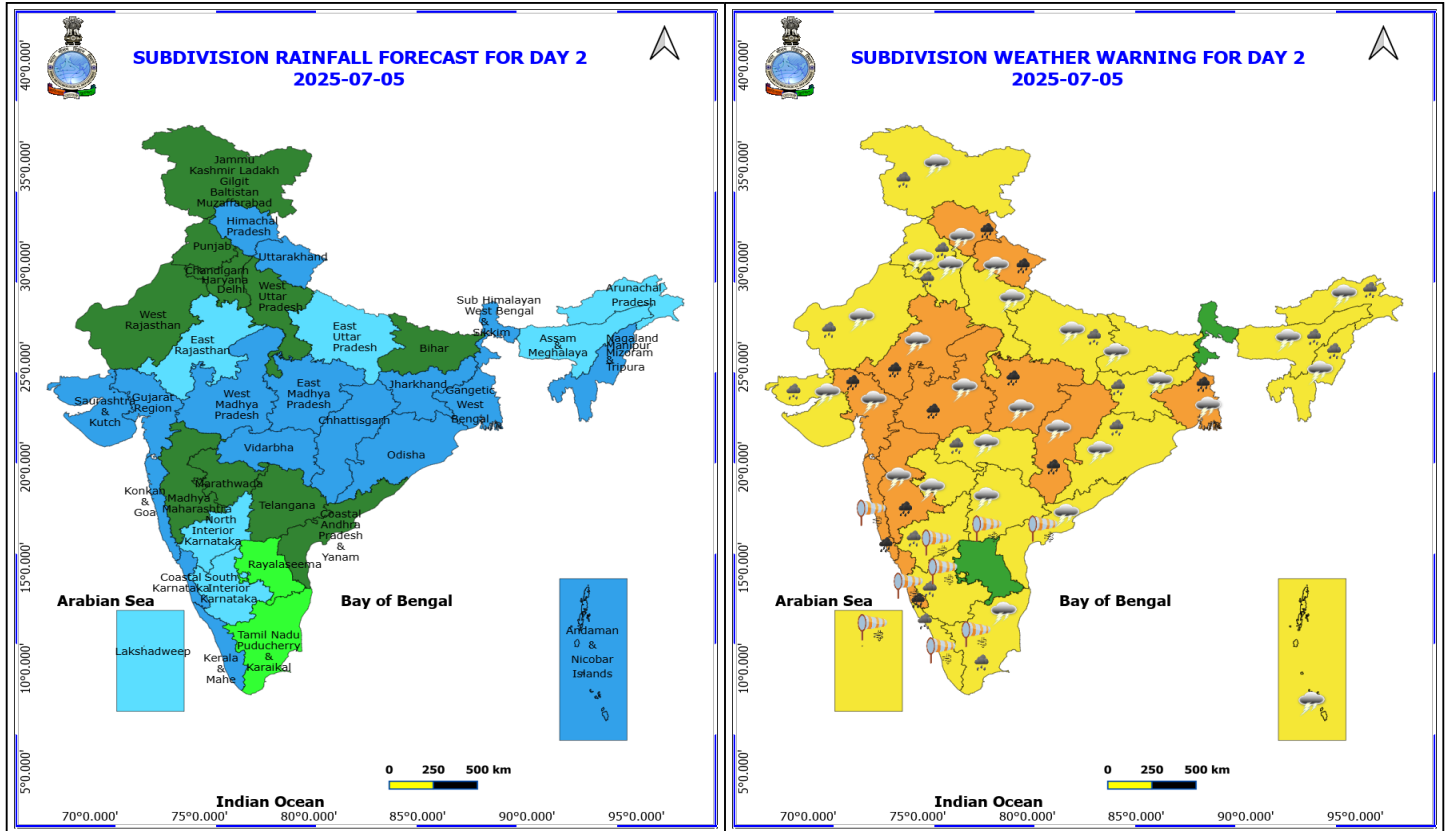 SUBDIVISION RAINFALL FORECAST FOR DAY 2
2025-07-05
40°0.000'
35°0.000'
30°0.000'
25°0.000'
20°0.000'
15°0.000'
10°0.000'
5°0.000'
Jammu
Kashmir Ladakh
Gilgit
Baltistan
Muzaffarabad
Himachal
Pradesh
Punjab
Uttarakhand
Chandigarh
Haryana
Delhi
West
Uttar
Pradesh
West
Rajasthan
East
Rajasthan
East
Uttar
Pradesh
Bihar
Sub Himalayan
West Bengal
&
Sikkim
Arunachal
Pradesh
Assam
&
Meghalaya
Nagaland
Manipur
Mizoram
&
Tripura
Saurashtra
&
Kutch
Gujarat
Region
West
Madhya
Pradesh
East
Madhya
Pradesh
Jharkhand
Gangetic
West
Bengal
Chhattisgarh
Vidarbha
Odisha
Konkan
&
Goa
Madhya
Maharashtra
Marathwada
Telangana
Coastal
Andhra
Pradesh
&
Yanam
North
Interior
Karnataka
Rayalaseema
Coastal
Karnataka
South
Interior
Karnataka
Arabian Sea
Bay of Bengal
Lakshadweep
Kerala
&
Mahe
Tamil Nadu
Puducherry
&
Karaikal
Andaman
&
Nicobar
Islands
0 250 500 km
Indian Ocean
70°0.000' 75°0.000' 80°0.000' 85°0.000' 90°0.000' 95°0.000'
SUBDIVISION WEATHER WARNING FOR DAY 2
2025-07-05
40°0.000'
35°0.000'
30°0.000'
25°0.000'
20°0.000'
15°0.000'
10°0.000'
5°0.000'
Arabian Sea
Bay of Bengal
0 250 500 km
Indian Ocean
70°0.000' 75°0.000' 80°0.000' 85°0.000' 90°0.000' 95°0.000'